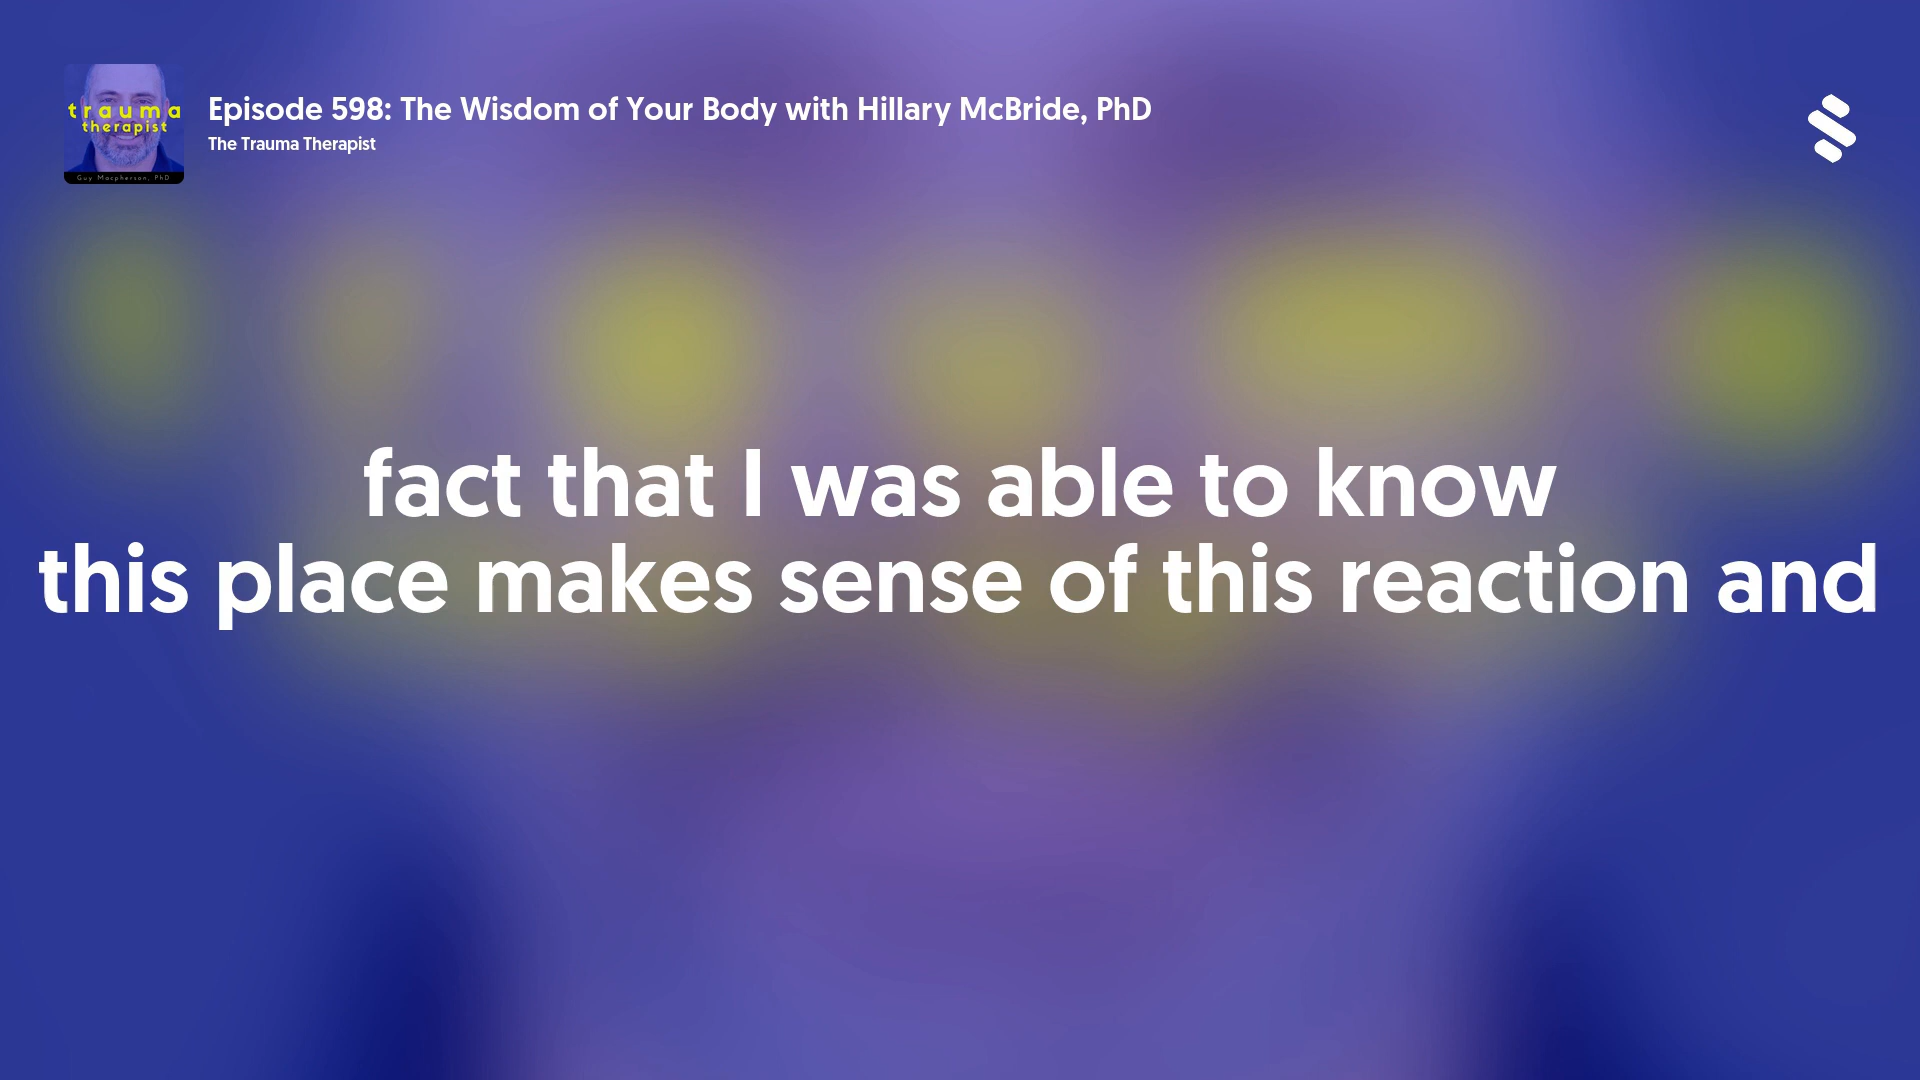 trauma
therapist
Guy Macpherson, PhD
Episode 598: The Wisdom of Your Body with Hillary McBride, PhD
The Trauma Therapist
fact that I was able to know
this place makes sense of this reaction and